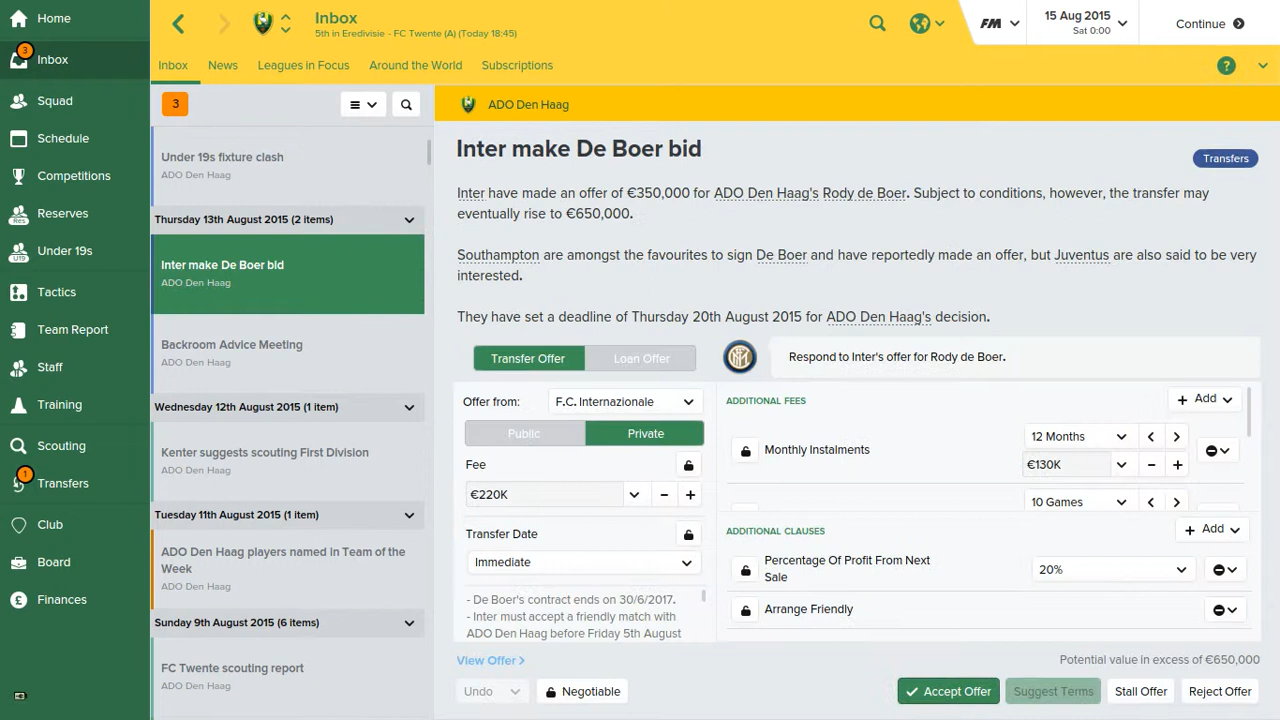 Home
3
Inbox
Squad
Schedule
Competitions
Res
Reserves
U19
Under 19s
Tactics
Team Report
Staff
Training
Scouting
1
Transfers
Club
Board
Finances
Inbox
5th in Eredivisie - FC Twente (A) (Today 18:45)
FM
15 Aug 2015
Sat 0:00
Continue
Inbox
News
Leagues in Focus
Around the World
Subscriptions
?
3
Under 19s fixture clash
ADO Den Haag
Thursday 13th August 2015 (2 items)
Inter make De Boer bid
ADO Den Haag
Backroom Advice Meeting
ADO Den Haag
Wednesday 12th August 2015 (1 item)
Kenter suggests scouting First Division
ADO Den Haag
Tuesday 11th August 2015 (1 item)
ADO Den Haag players named in Team of the
Week
ADO Den Haag
Sunday 9th August 2015 (6 items)
FC Twente scouting report
ADO Den Haag
ADO Den Haag
Inter make De Boer bid
Transfers
Inter have made an offer of €350,000 for ADO Den Haag's Rody de Boer. Subject to conditions, however, the transfer may
eventually rise to €650,000.
Southampton are amongst the favourites to sign De Boer and have reportedly made an offer, but Juventus are also said to be very
interested.
They have set a deadline of Thursday 20th August 2015 for ADO Den Haag's decision.
Transfer Offer
Loan Offer
Respond to Inter's offer for Rody de Boer.
Offer from:
F.C. Internazionale
Public
Private
Fee
€220K
Transfer Date
Immediate
- De Boer's contract ends on 30/6/2017.
- Inter must accept a friendly match with
ADO Den Haag before Friday 5th August
ADDITIONAL FEES
Add
Monthly Instalments
12 Months
€130K
10 Games
ADDITIONAL CLAUSES
Add
Percentage Of Profit From Next
Sale
20%
Arrange Friendly
View Offer >
Potential value in excess of €650,000
Undo
Negotiable
Accept Offer
Suggest Terms
Stall Offer
Reject Offer